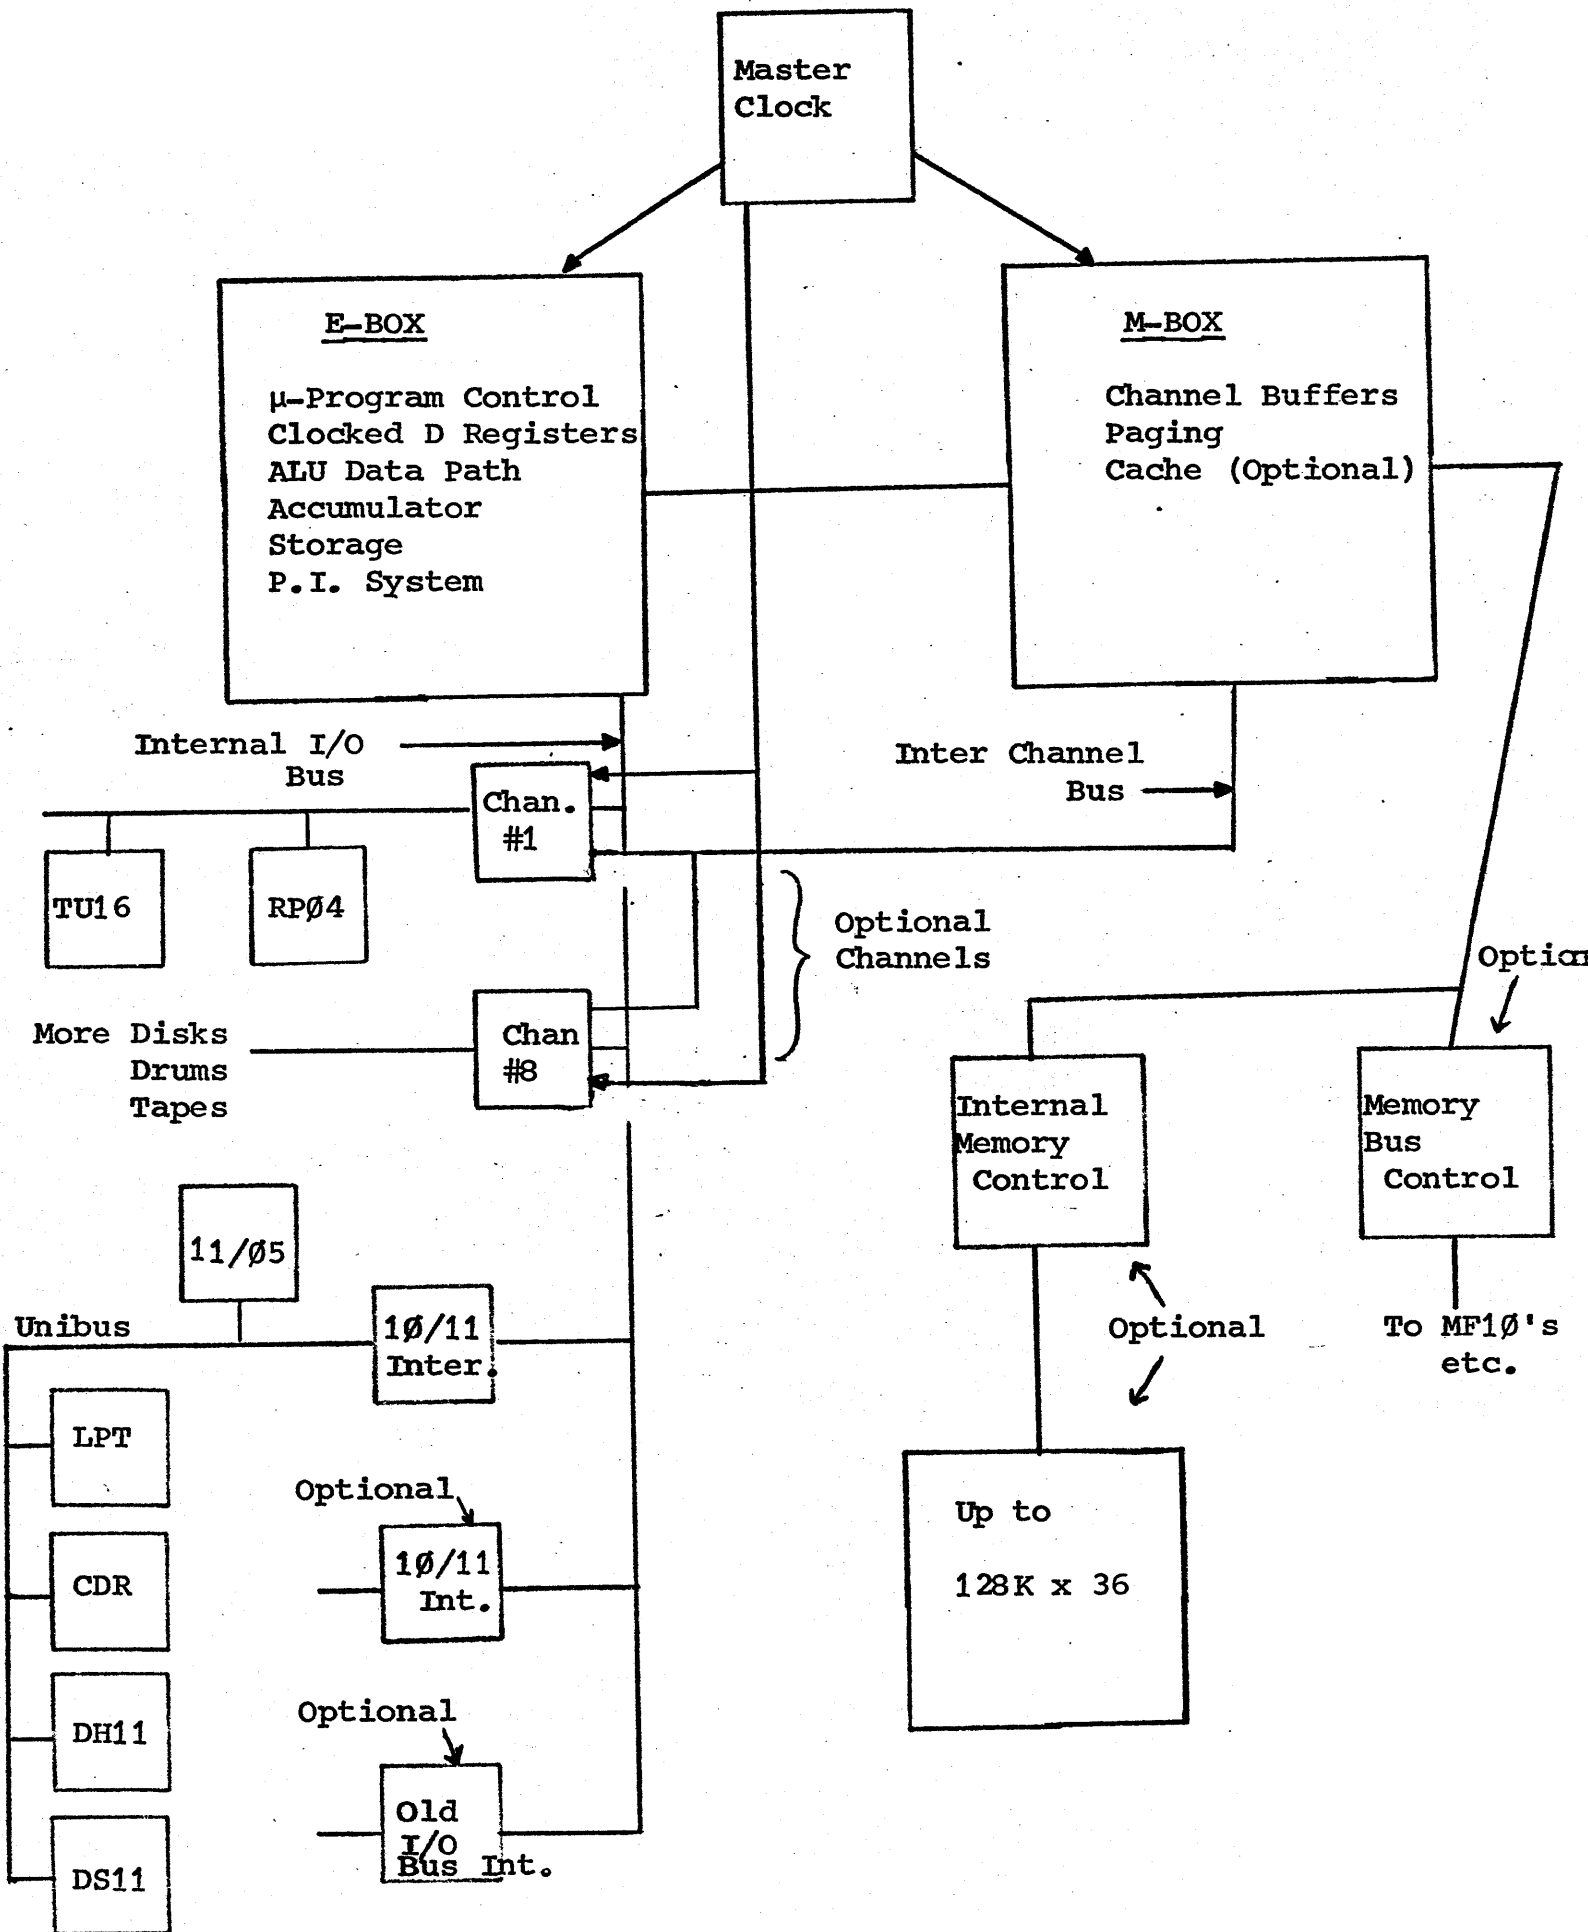 Master
Clock
E-BOX
µ-Program Control
Clocked D Registers
ALU Data Path
Accumulator
Storage
P.I. System
M-BOX
Channel Buffers
Paging
Cache (Optional)
Internal I/O
Bus
Inter Channel
Bus
Chan.
#1
TU16
RPØ4
Optional
Channels
Option
More Disks
Drums
Tapes
Chan
#8
Internal
Memory
Control
Memory
Bus
Control
11/Ø5
Unibus
1Ø/11
Inter.
Optional
To MF1Ø's
etc.
LPT
Optional
1Ø/11
Int.
Up to
128K x 36
CDR
DH11
Optional
Old
I/O
Bus Int.
DS11